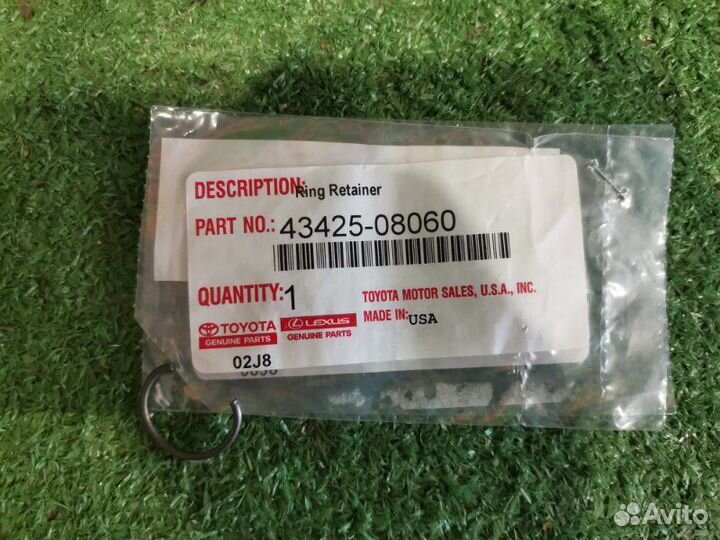 DESCRIPTION: Ring Retainer
PART NO.: 43425-08060
QUANTITY: 1
TOYOTA MOTOR SALES, U.S.A., INC.
MADE IN: USA
TOYOTA
GENUINE PARTS
LEXUS
GENUINE PARTS
02J8
Avito